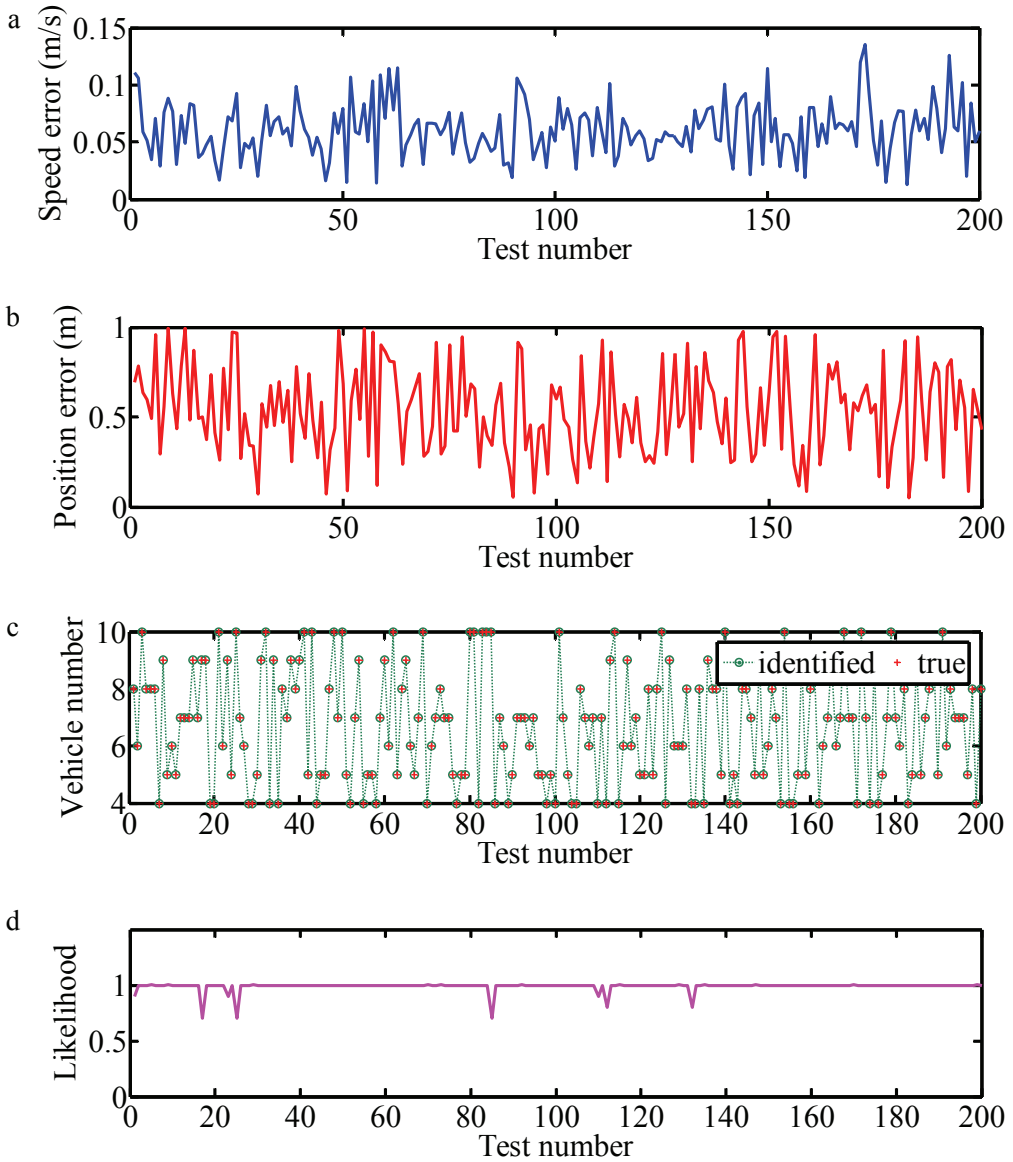 a
Speed error (m/s)
0.15
0.1
0.05
0
0 50 100 150 200
Test number
b
Position error (m)
1
0.5
0
0 50 100 150 200
Test number
c
Vehicle number
10
8
6
4
identified true
0 20 40 60 80 100 120 140 160 180 200
Test number
d
Likelihood
1
0.5
0
0 20 40 60 80 100 120 140 160 180 200
Test number